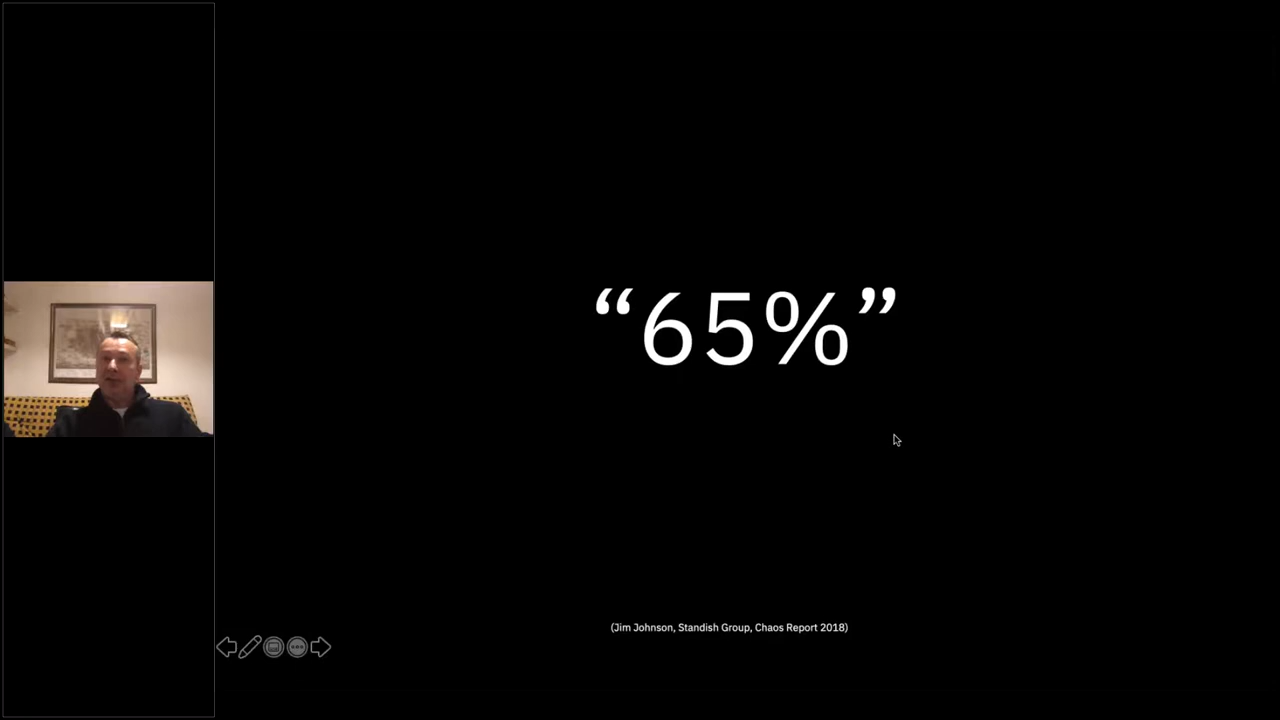 “65%”
(Jim Johnson, Standish Group, Chaos Report 2018)